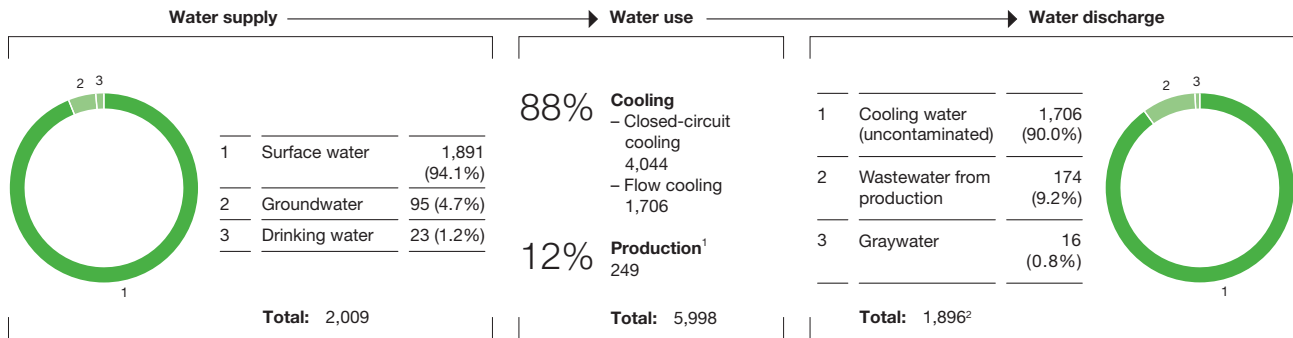 Water supply
Water use
Water discharge
2
3
1
1 Surface water 1,891
(94.1%)
2 Groundwater 95 (4.7%)
3 Drinking water 23 (1.2%)
Total: 2,009
88%
Cooling
– Closed-circuit
cooling
4,044
– Flow cooling
1,706
12%
Production¹
249
Total: 5,998
1 Cooling water 1,706
(uncontaminated) (90.0%)
2 Wastewater from 174
production (9.2%)
3 Graywater 16
(0.8%)
Total: 1,896²
2
3
1